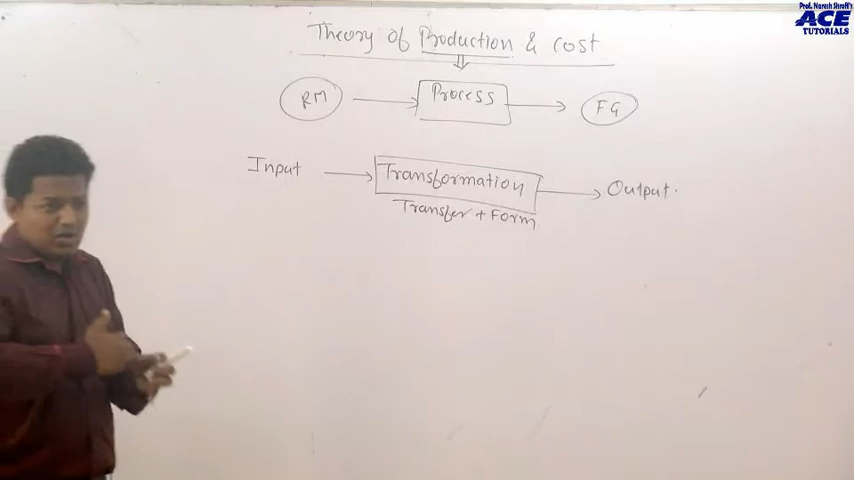 Prof. Naresh Shroff's
ACE
TUTORIALS
Theory of Production & cost
RM Process FG
Input Transformation Output.
Transfer + Form